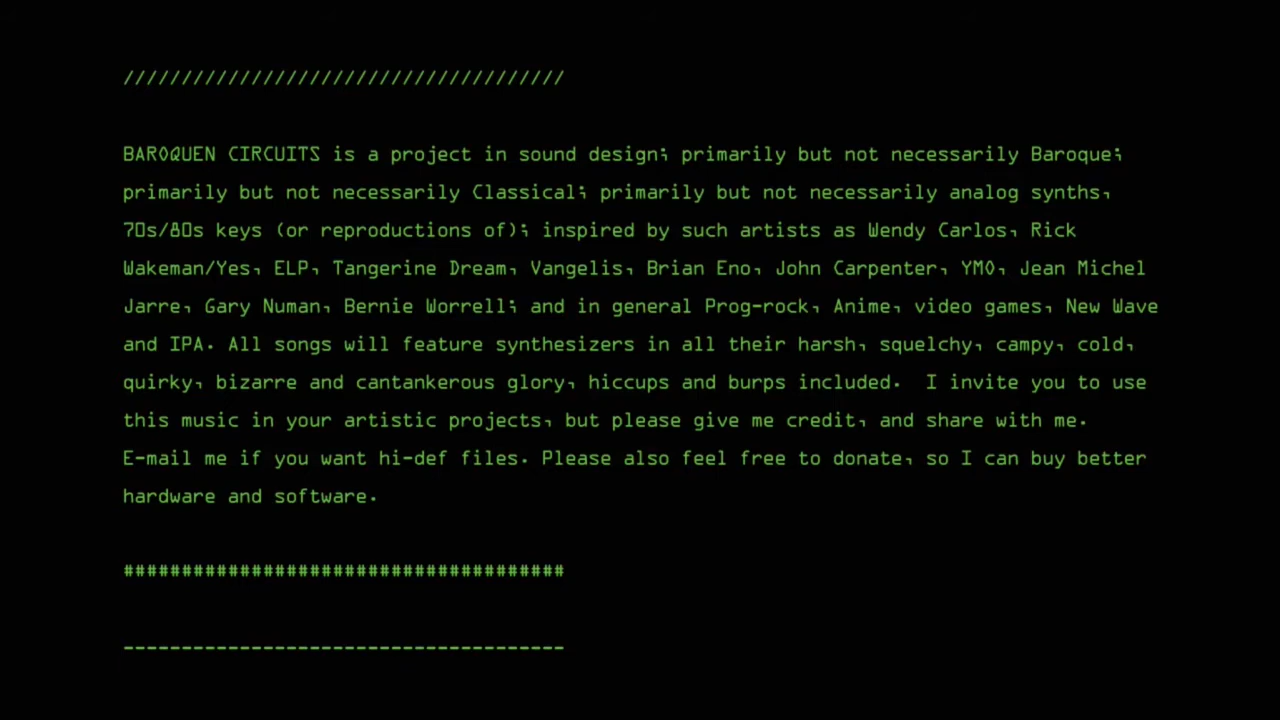 //////////////////////////////////////
BAROQUEN CIRCUITS is a project in sound design; primarily but not necessarily Baroque;
primarily but not necessarily Classical; primarily but not necessarily analog synths,
70s/80s keys (or reproductions of); inspired by such artists as Wendy Carlos, Rick
Wakeman/Yes, ELP, Tangerine Dream, Vangelis, Brian Eno, John Carpenter, YMO, Jean Michel
Jarre, Gary Numan, Bernie Worrell; and in general Prog-rock, Anime, video games, New Wave
and IPA. All songs will feature synthesizers in all their harsh, squelchy, campy, cold,
quirky, bizarre and cantankerous glory, hiccups and burps included.  I invite you to use
this music in your artistic projects, but please give me credit, and share with me.
E-mail me if you want hi-def files. Please also feel free to donate, so I can buy better
hardware and software.
######################################
--------------------------------------